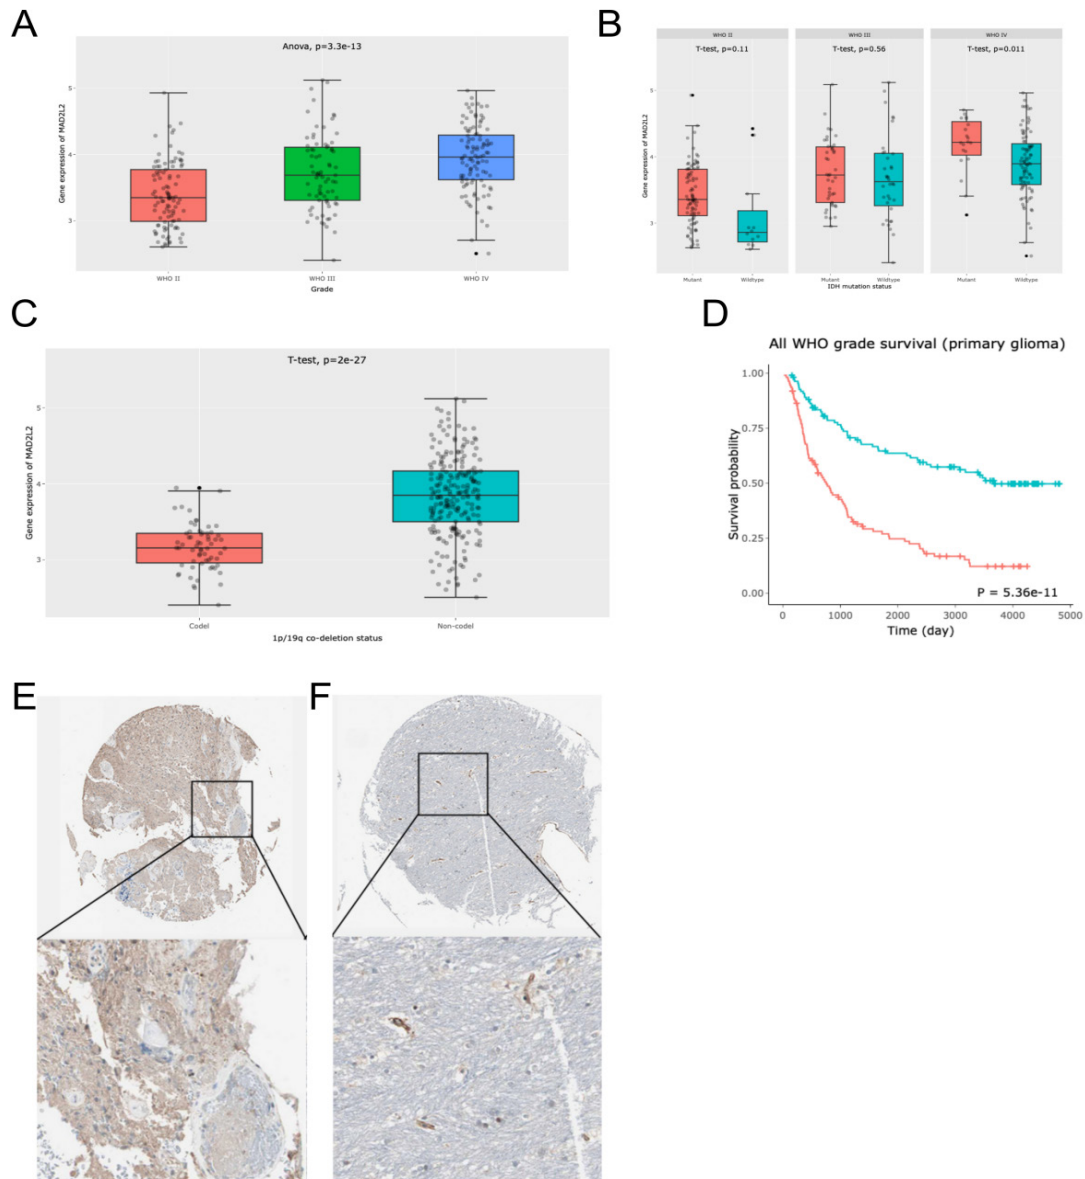 A
Anova, p=3.3e-13
Gene expression of MAD2L2
5
4
3
WHO II
WHO III
WHO IV
Grade
B
WHO II
WHO III
WHO IV
T-test, p=0.11
T-test, p=0.56
T-test, p=0.011
Gene expression of MAD2L2
5
4
3
Mutant
Wildtype
Mutant
Wildtype
Mutant
Wildtype
IDH mutation status
C
T-test, p=2e-27
Gene expression of MAD2L2
5
4
3
Codel
Non-codel
1p/19q co-deletion status
D
All WHO grade survival (primary glioma)
Survival probability
1.00
0.75
0.50
0.25
0.00
P = 5.36e-11
0
1000
2000
3000
4000
5000
Time (day)
E
F